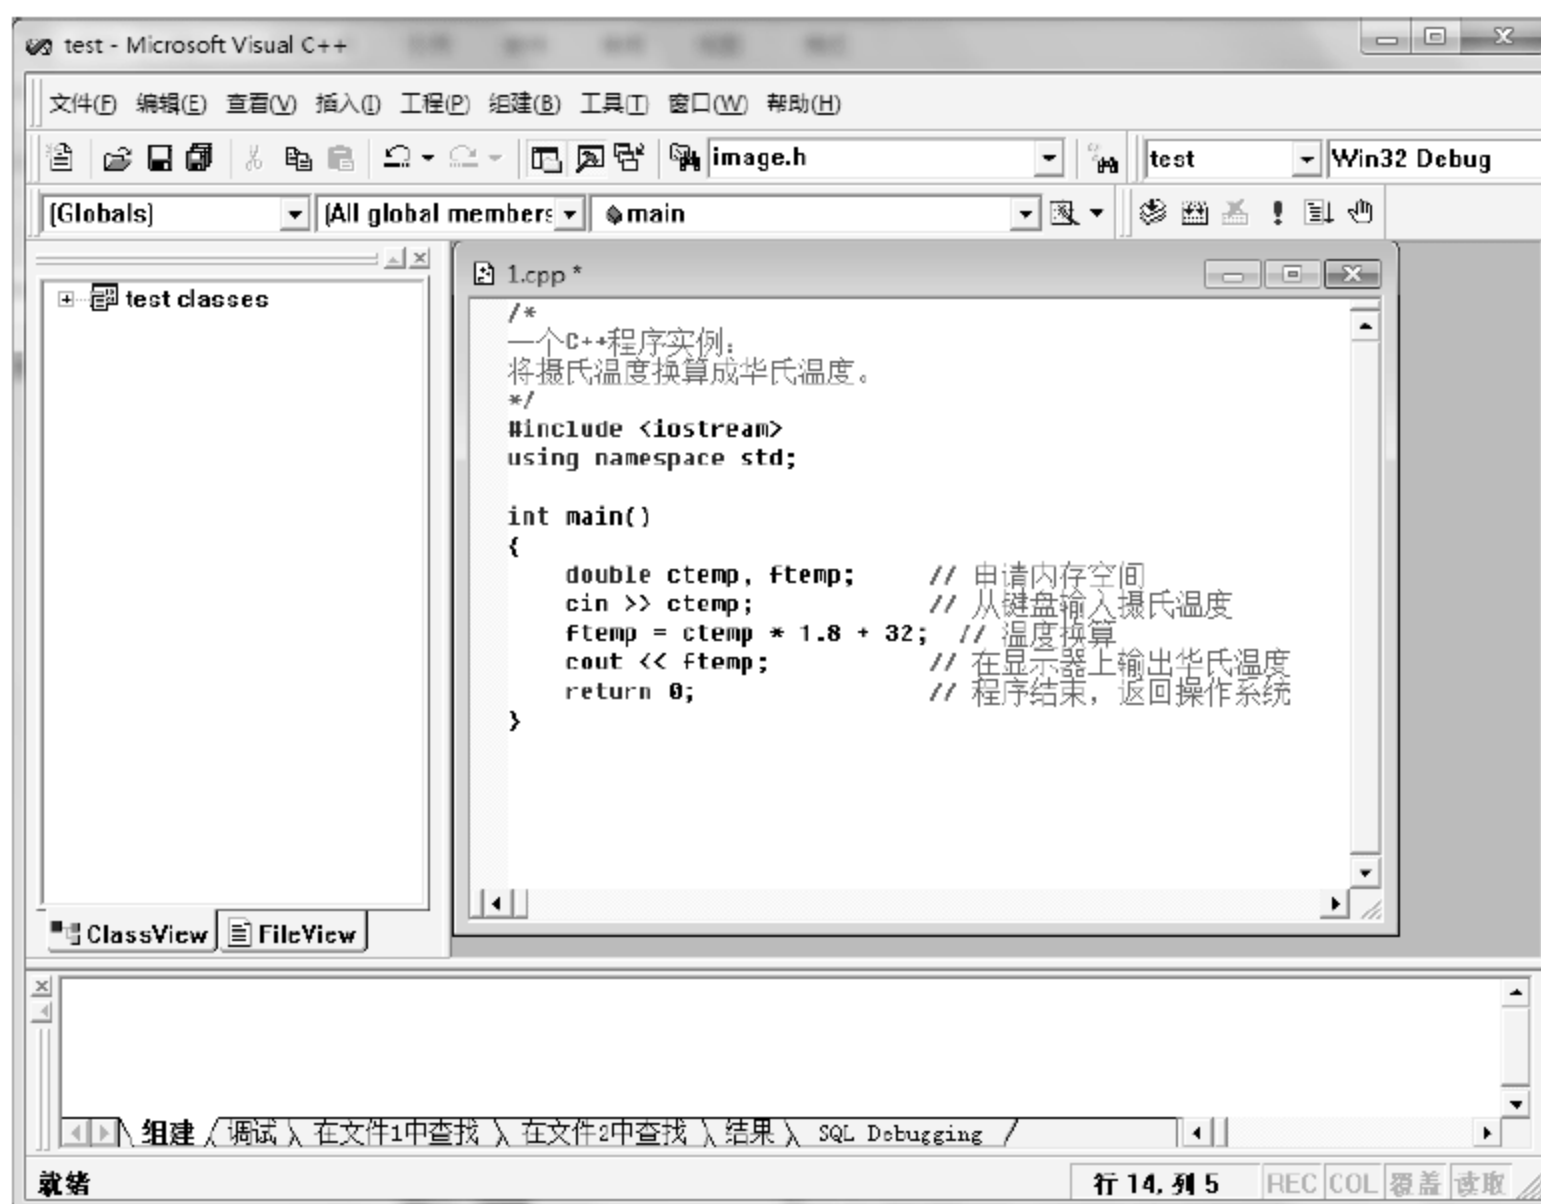 test - Microsoft Visual C++
文件(F) 编辑(E) 查看(V) 插入(I) 工程(P) 组建(B) 工具(T) 窗口(W) 帮助(H)
image.h test Win32 Debug
(Globals) (All global members main
test classes
1.cpp *
/*
一个C++程序实例:
将摄氏温度换算成华氏温度。
*/
#include <iostream>
using namespace std;
int main()
{
double ctemp, ftemp; // 申请内存空间
cin >> ctemp; // 从键盘输入摄氏温度
ftemp = ctemp * 1.8 + 32; // 温度换算
cout << ftemp; // 在显示器上输出华氏温度
return 0; // 程序结束，返回操作系统
}
ClassView FileView
组建 调试 在文件1中查找 在文件2中查找 结果 SQL Debugging
就绪 行 14, 列 5 REC COL 覆盖 读取